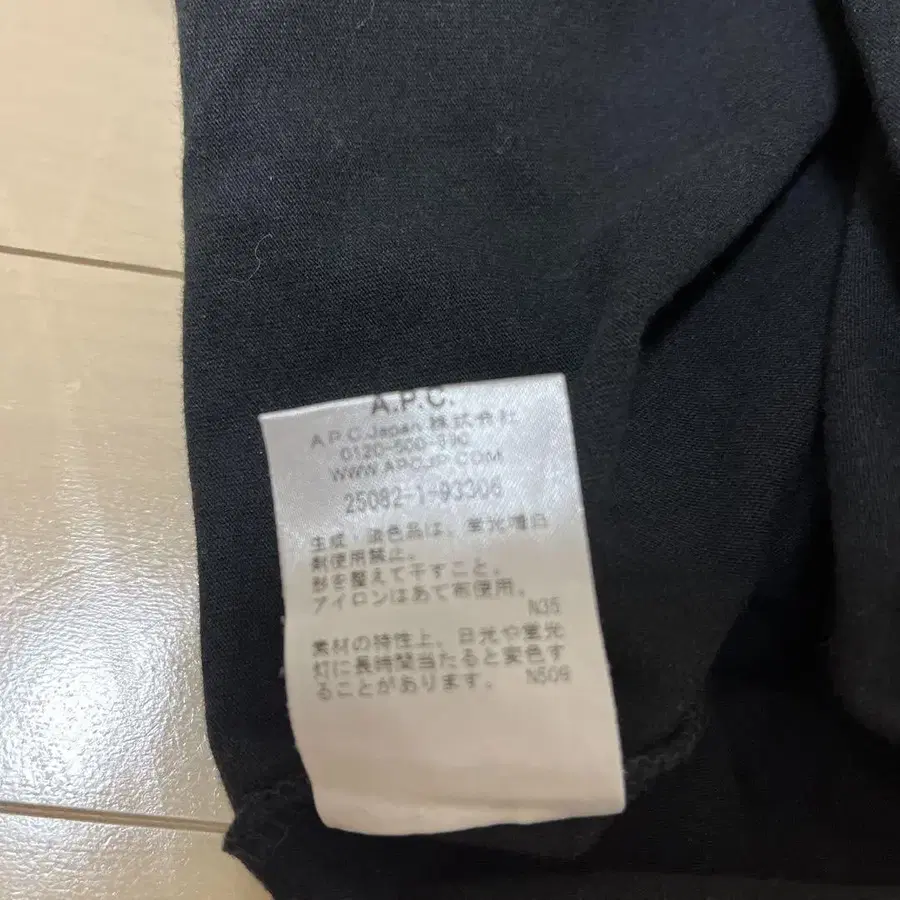 A.P.C.
A.P.C.Japan 株式会社
0120-500-990
WWW.APCJP.COM
25082-1-93306
生成・淡色品は、蛍光増白
剤使用禁止。
形を整えて干すこと。
アイロンはあて布使用。
N35
素材の特性上、日光や蛍光
灯に長時間当たると変色す
ることがあります。 N509